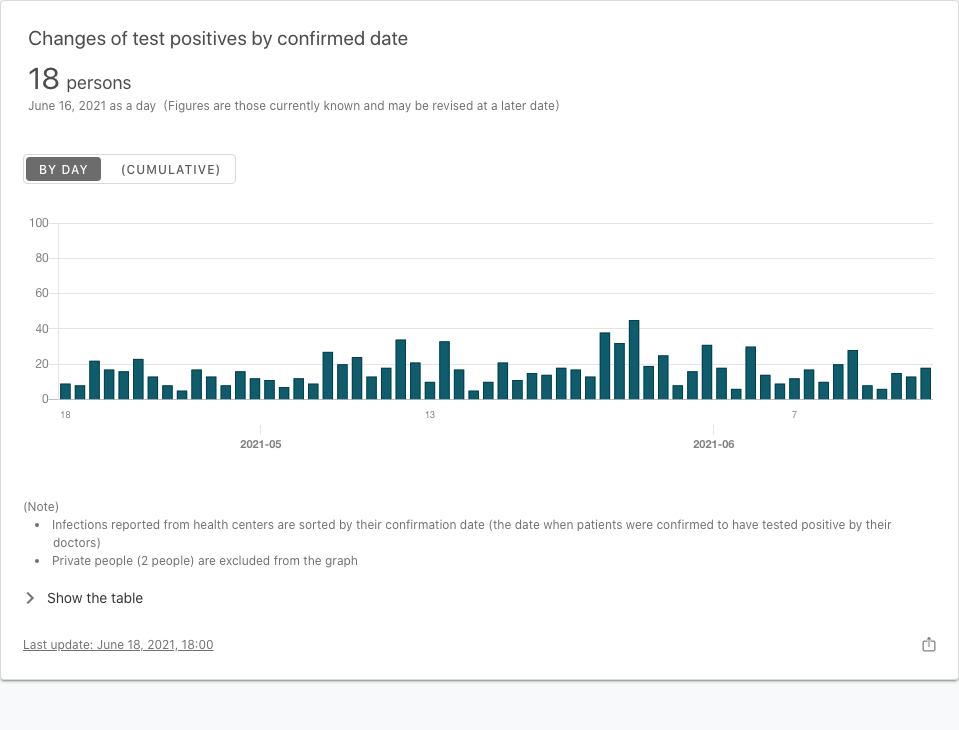 Changes of test positives by confirmed date
18 persons
June 16, 2021 as a day (Figures are those currently known and may be revised at a later date)
BY DAY (CUMULATIVE)
100
80
60
40
20
0
18 13 7
2021-05 2021-06
(Note)
• Infections reported from health centers are sorted by their confirmation date (the date when patients were confirmed to have tested positive by their
doctors)
• Private people (2 people) are excluded from the graph
Show the table
Last update: June 18, 2021, 18:00